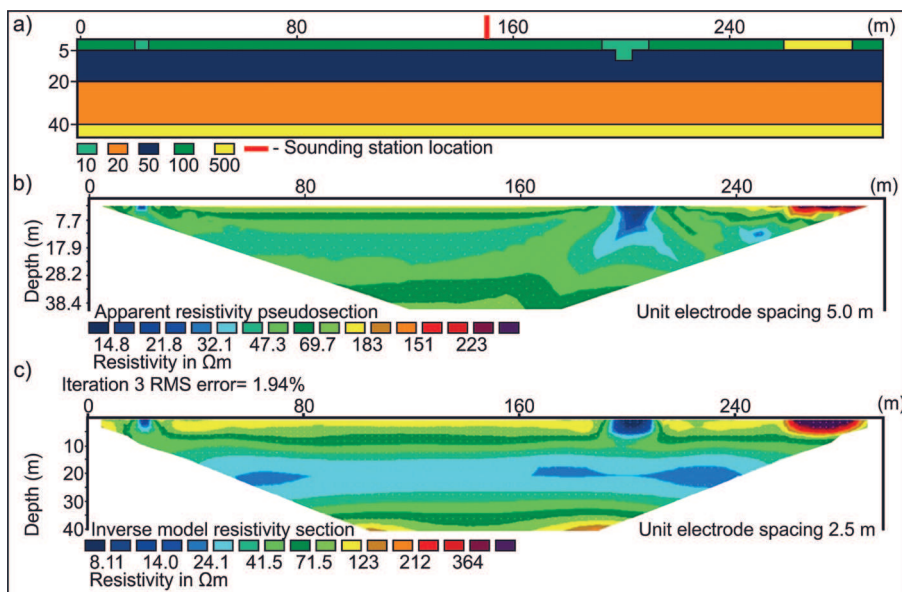 a) 0 80 160 240 (m)
5
20
40
- Sounding station location
10 20 50 100 500
b) 0 80 160 240 (m)
7.7
17.9
28.2
38.4
Depth (m)
Apparent resistivity pseudosection
Unit electrode spacing 5.0 m
14.8 21.8 32.1 47.3 69.7 183 151 223
Resistivity in Ωm
c) Iteration 3 RMS error= 1.94%
0 80 160 240 (m)
10
20
30
40
Depth (m)
Inverse model resistivity section
Unit electrode spacing 2.5 m
8.11 14.0 24.1 41.5 71.5 123 212 364
Resistivity in Ωm